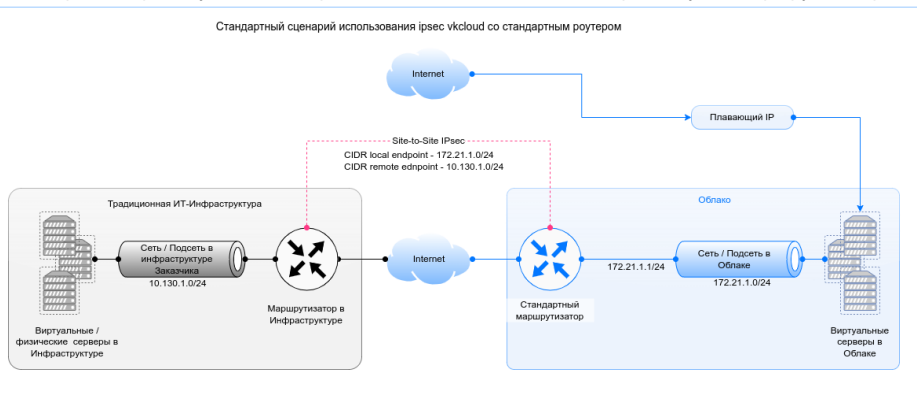 Стандартный сценарий использования ipsec vkcloud со стандартным роутером
Internet
Плавающий IP
Site-to-Site IPsec
CIDR local endpoint - 172.21.1.0/24
CIDR remote ednpoint - 10.130.1.0/24
Традиционная ИТ-Инфраструктура
Облако
Сеть / Подсеть в
инфраструктуре
Заказчика
10.130.1.0/24
Internet
172.21.1.1/24
Сеть / Подсеть в
Облаке
172.21.1.0/24
Маршрутизатор в
Инфраструктуре
Стандартный
маршрутизатор
Виртуальные /
физические серверы в
Инфраструктуре
Виртуальные
серверы в
Облаке